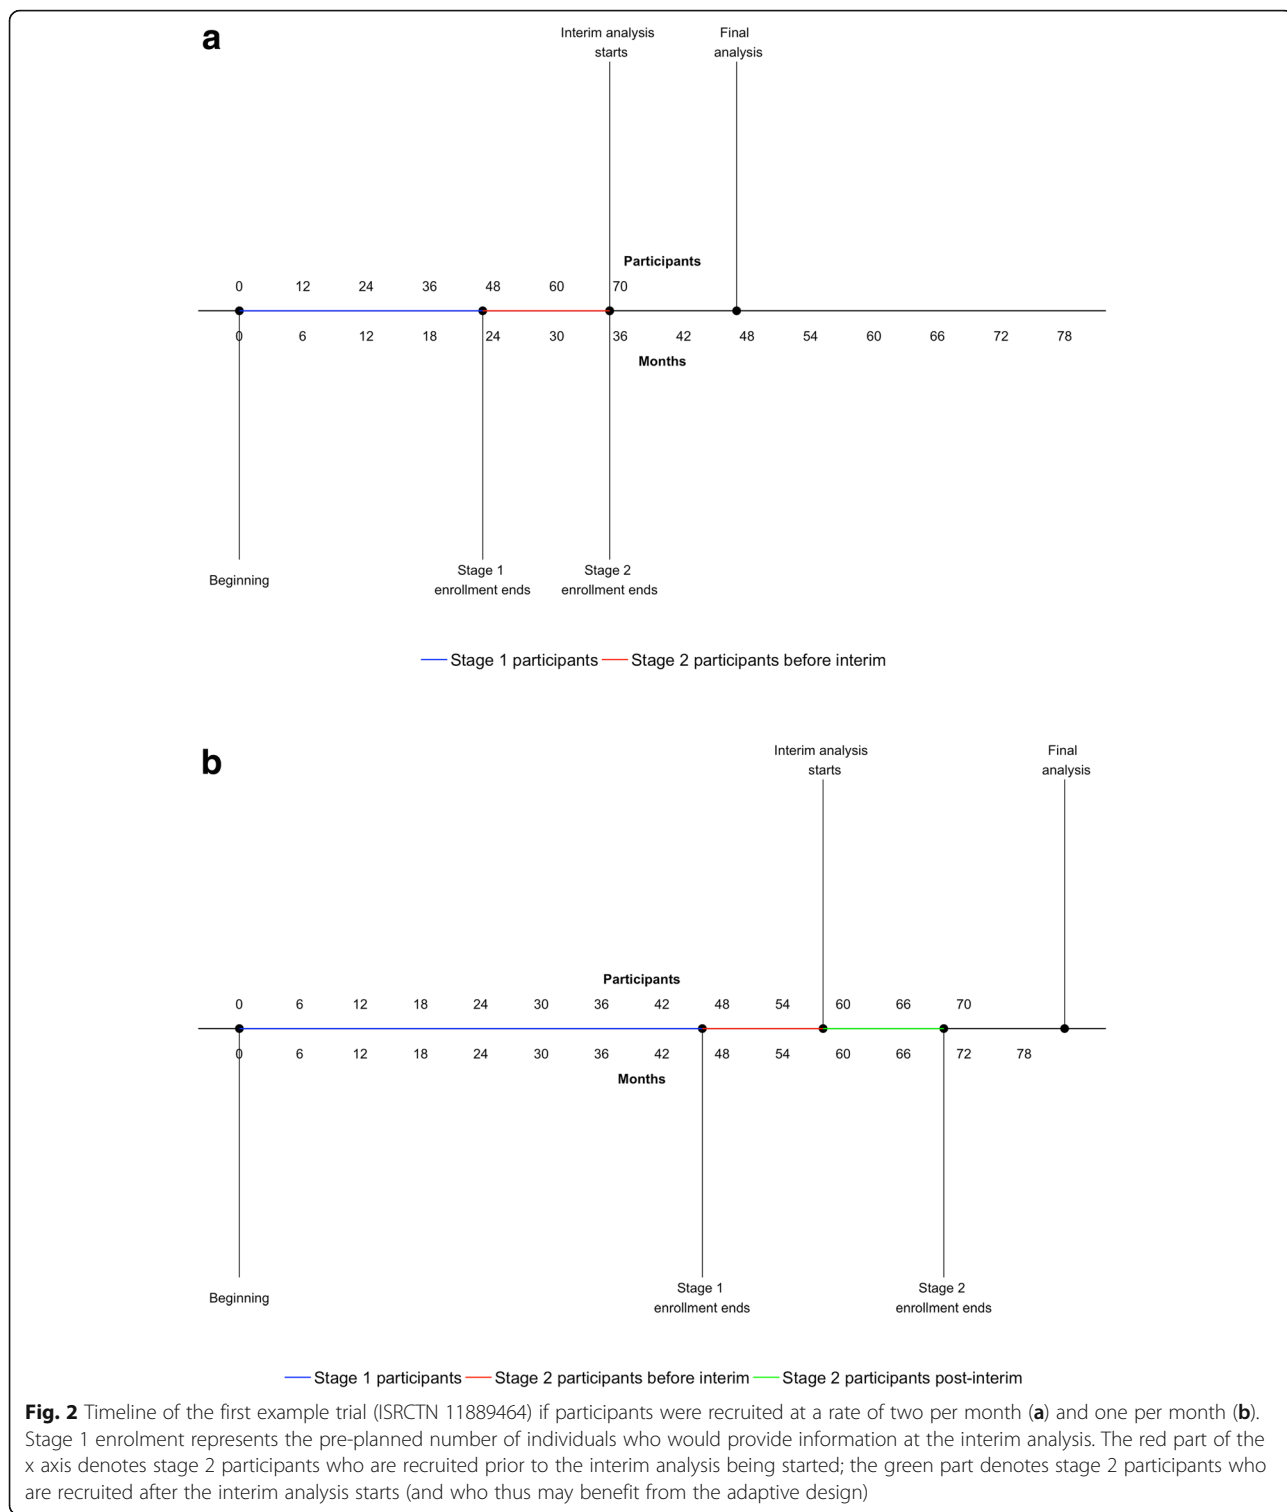 a
Interim analysis
starts
Final
analysis
Participants
0 12 24 36 48 60 70
0 6 12 18 24 30 36 42 48 54 60 66 72 78
Months
Beginning
Stage 1
enrollment ends
Stage 2
enrollment ends
Stage 1 participants Stage 2 participants before interim
b
Interim analysis
starts
Final
analysis
Participants
0 6 12 18 24 30 36 42 48 54 60 66 70
0 6 12 18 24 30 36 42 48 54 60 66 72 78
Months
Beginning
Stage 1
enrollment ends
Stage 2
enrollment ends
Stage 1 participants Stage 2 participants before interim Stage 2 participants post-interim
Fig. 2 Timeline of the first example trial (ISRCTN 11889464) if participants were recruited at a rate of two per month (a) and one per month (b).
Stage 1 enrolment represents the pre-planned number of individuals who would provide information at the interim analysis. The red part of the
x axis denotes stage 2 participants who are recruited prior to the interim analysis being started; the green part denotes stage 2 participants who
are recruited after the interim analysis starts (and who thus may benefit from the adaptive design)